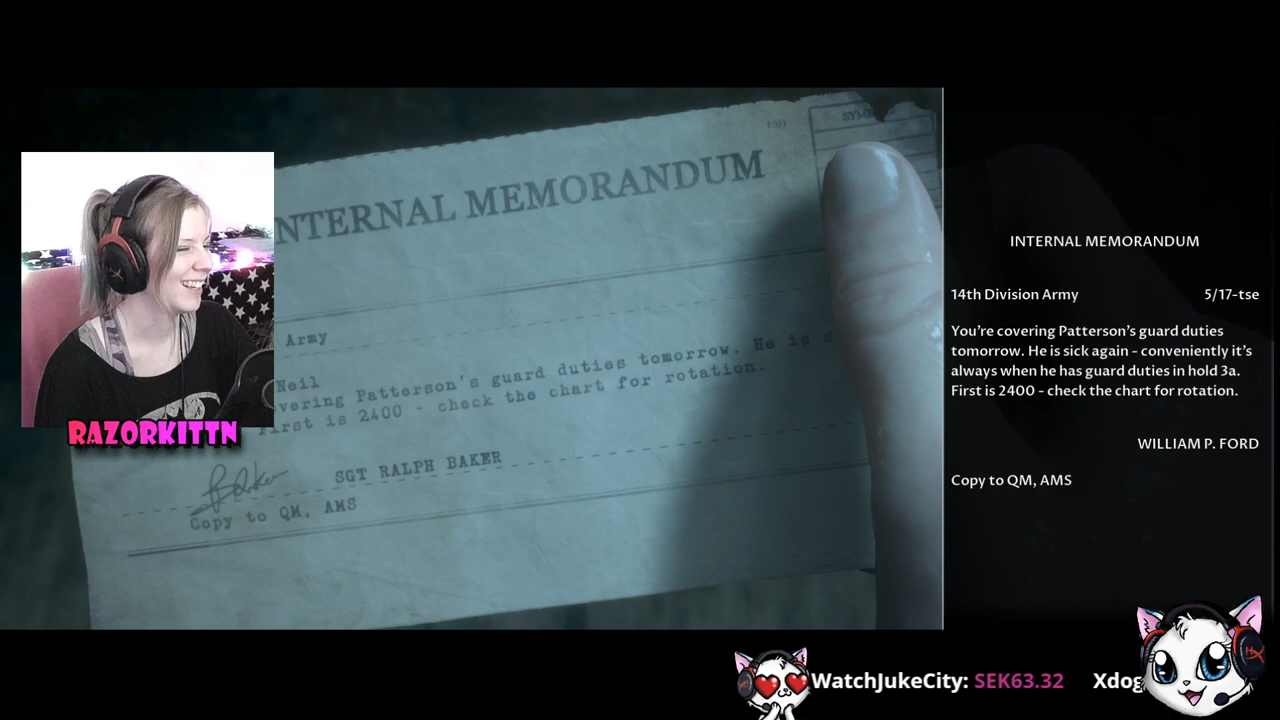 SYMB
1301
INTERNAL MEMORANDUM
Army
Neil
vering Patterson's guard duties tomorrow. He is s
First is 2400 - check the chart for rotation.
SGT RALPH BAKER
Copy to QM, AMS
RAZORKITTN
INTERNAL MEMORANDUM
14th Division Army 5/17-tse
You're covering Patterson's guard duties
tomorrow. He is sick again - conveniently it's
always when he has guard duties in hold 3a.
First is 2400 - check the chart for rotation.
WILLIAM P. FORD
Copy to QM, AMS
WatchJukeCity: SEK63.32 Xdog